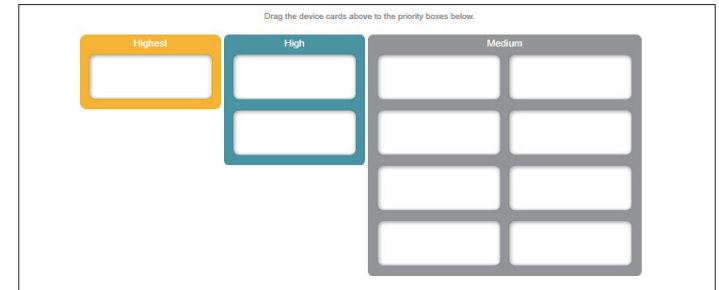 Drag the device cards above to the priority boxes below.
Highest
High
Medium